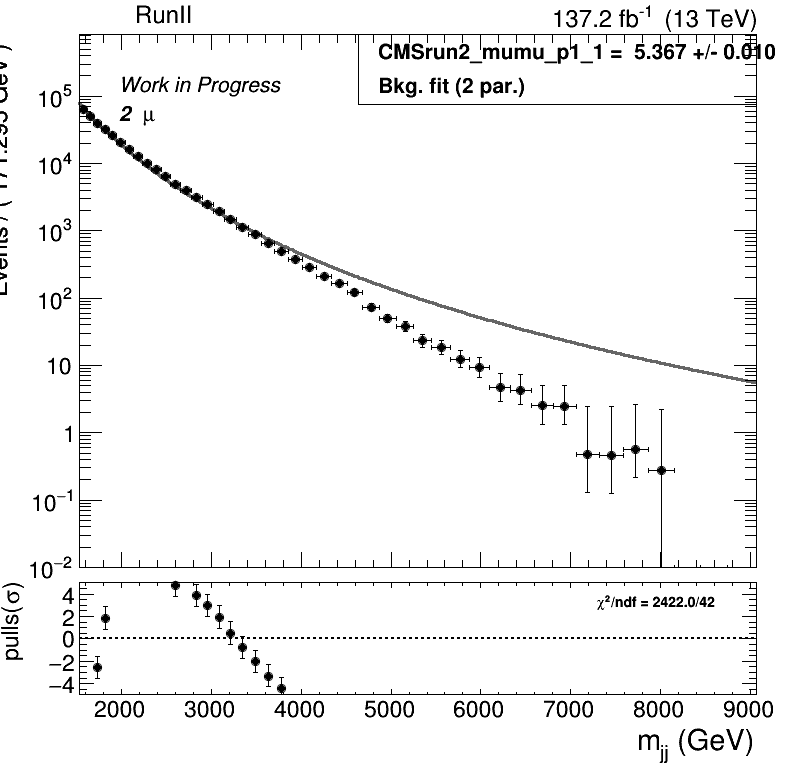 RunII
137.2 fb⁻¹ (13 TeV)
CMSrun2_mumu_p1_1 = 5.367 +/- 0.010
Bkg. fit (2 par.)
Work in Progress
2 μ
10⁵
10⁴
10³
10²
10
1
10⁻¹
10⁻²
pulls(σ)
4
2
0
−2
−4
χ²/ndf = 2422.0/42
2000 3000 4000 5000 6000 7000 8000 9000
m_jj (GeV)